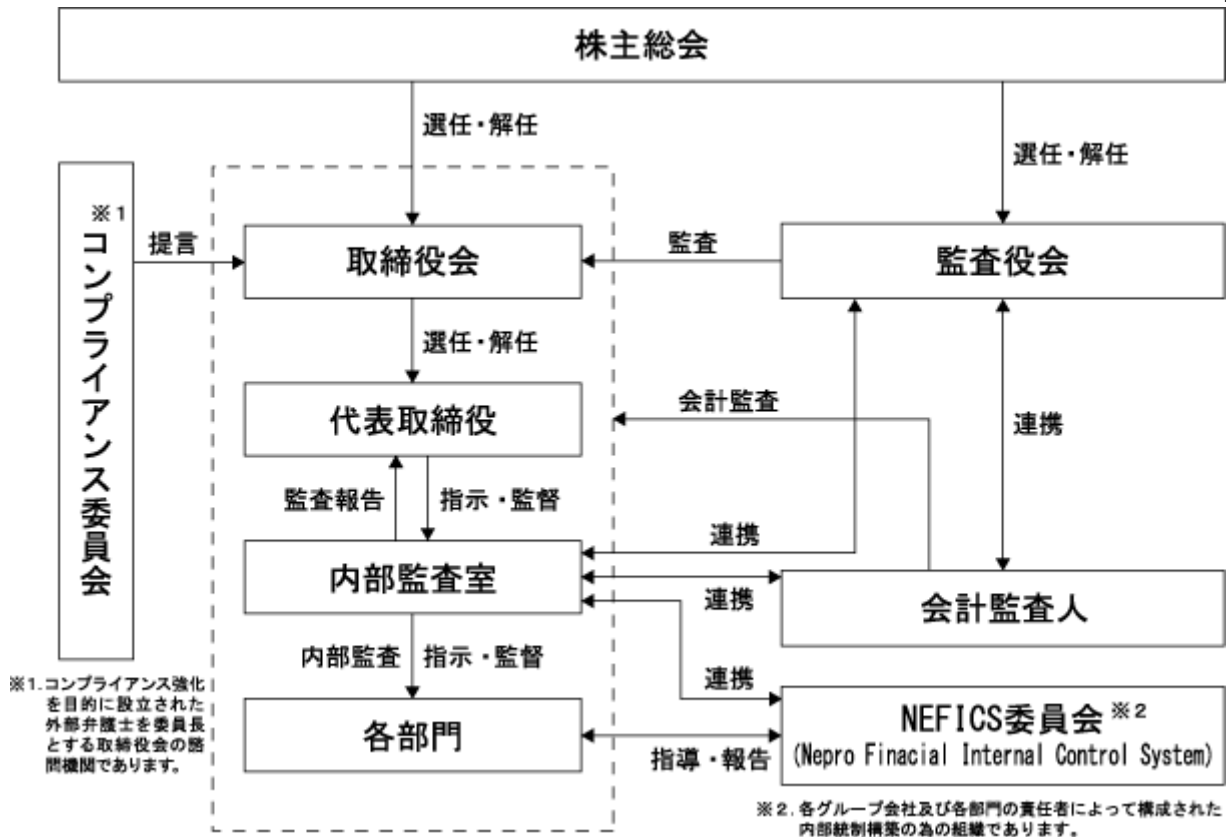 株主総会
選任・解任
選任・解任
※1
コンプライアンス委員会
提言
取締役会
監査
監査役会
選任・解任
代表取締役
会計監査
連携
監査報告
指示・監督
内部監査室
連携
連携
会計監査人
内部監査
指示・監督
連携
各部門
指導・報告
NEFICS委員会※2
(Nepro Finacial Internal Control System)
※1.コンプライアンス強化
を目的に設立された
外部弁護士を委員長
とする取締役会の諮
問機関であります。
※2.各グループ会社及び各部門の責任者によって構成された
内部統制構築の為の組織であります。